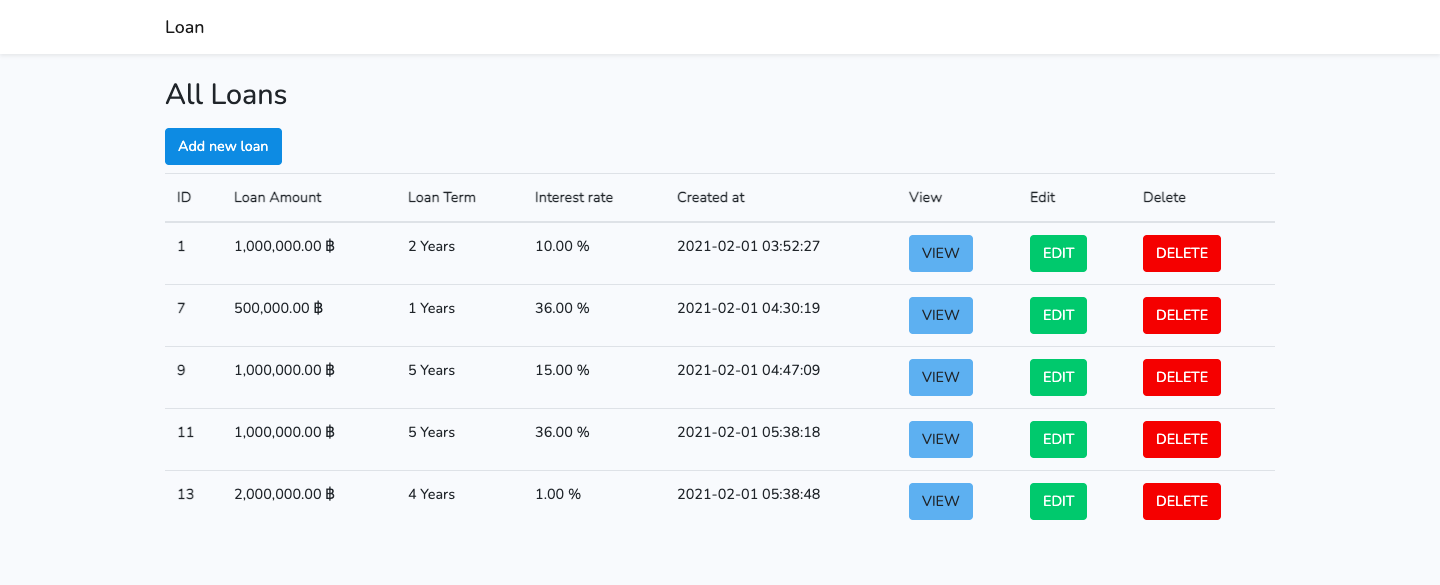 Loan
All Loans
Add new loan
ID Loan Amount Loan Term Interest rate Created at View Edit Delete
1 1,000,000.00 ฿ 2 Years 10.00 % 2021-02-01 03:52:27 VIEW EDIT DELETE
7 500,000.00 ฿ 1 Years 36.00 % 2021-02-01 04:30:19 VIEW EDIT DELETE
9 1,000,000.00 ฿ 5 Years 15.00 % 2021-02-01 04:47:09 VIEW EDIT DELETE
11 1,000,000.00 ฿ 5 Years 36.00 % 2021-02-01 05:38:18 VIEW EDIT DELETE
13 2,000,000.00 ฿ 4 Years 1.00 % 2021-02-01 05:38:48 VIEW EDIT DELETE